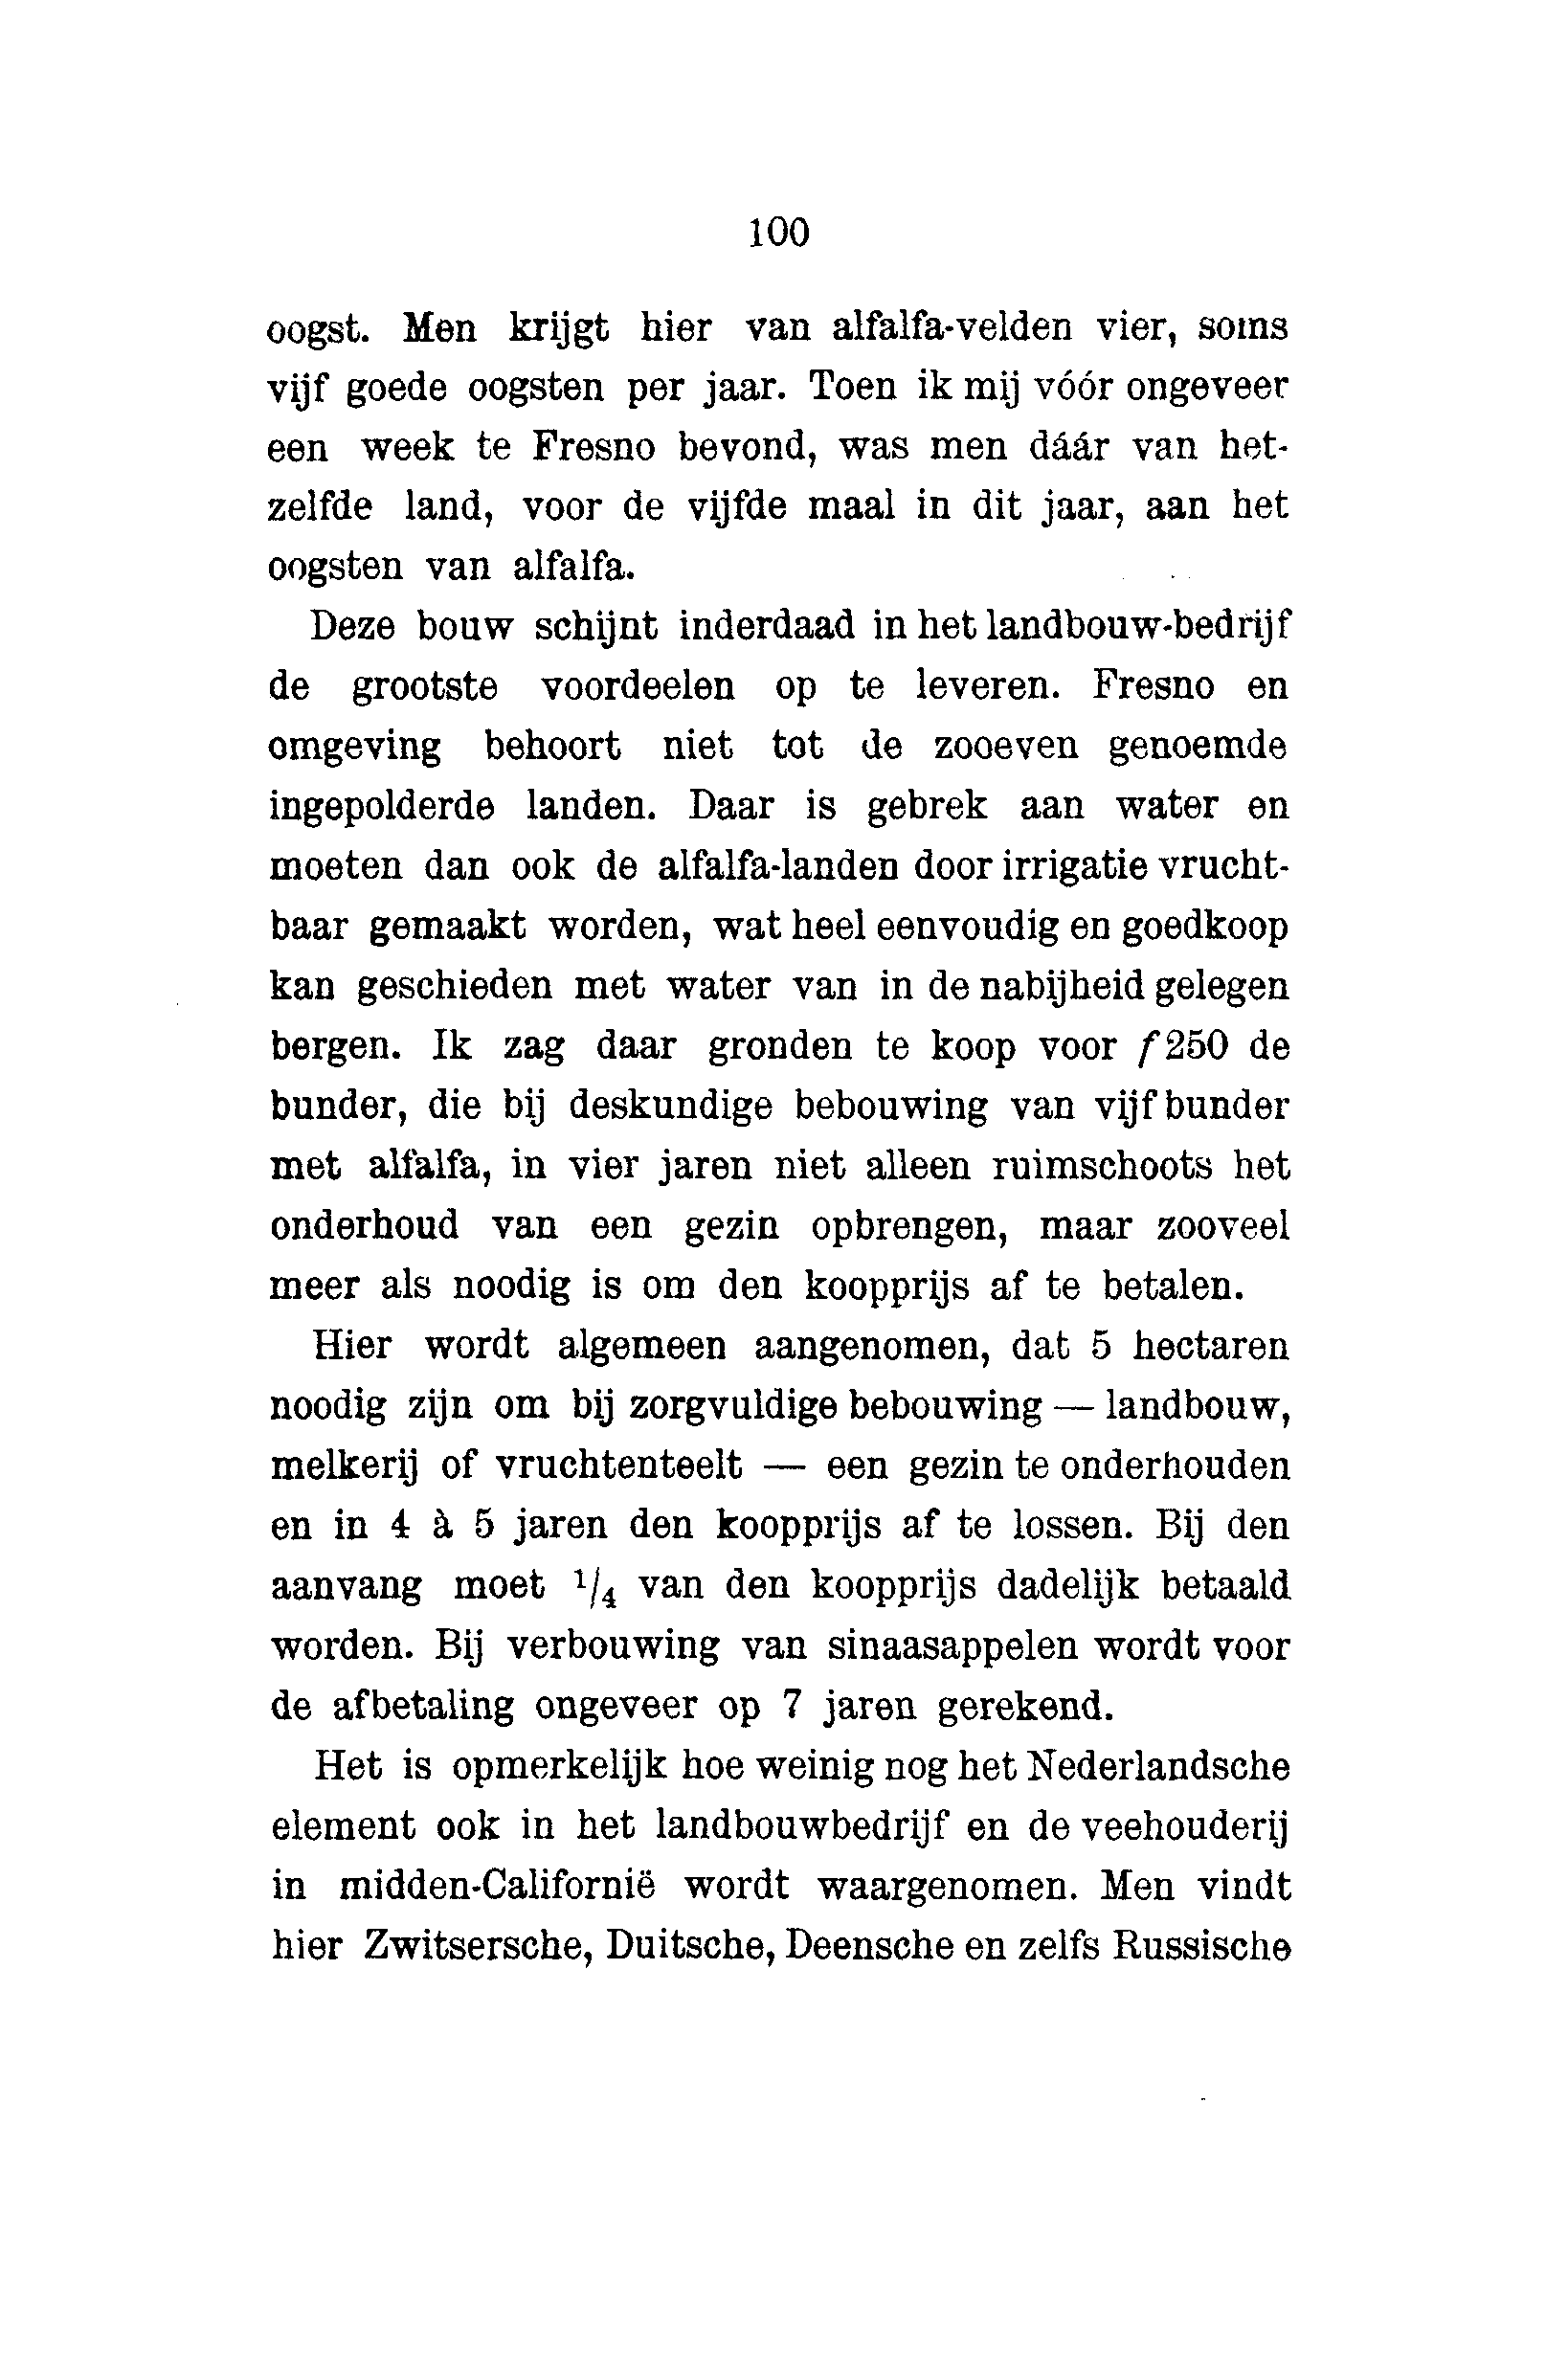 100
oogst. Men krijgt hier van alfalfa-velden vier, soms
vijf goede oogsten per jaar. Toen ik mij vóór ongeveer
een week te Fresno bevond, was men dáár van het-
zelfde land, voor de vijfde maal in dit jaar, aan het
oogsten van alfalfa.
Deze bouw schijnt inderdaad in het landbouw-bedrijf
de grootste voordeelen op te leveren. Fresno en
omgeving behoort niet tot de zooeven genoemde
ingepolderde landen. Daar is gebrek aan water en
moeten dan ook de alfalfa-landen door irrigatie vrucht-
baar gemaakt worden, wat heel eenvoudig en goedkoop
kan geschieden met water van in de nabijheid gelegen
bergen. Ik zag daar gronden te koop voor f 250 de
bunder, die bij deskundige bebouwing van vijf bunder
met alfalfa, in vier jaren niet alleen ruimschoots het
onderhoud van een gezin opbrengen, maar zooveel
meer als noodig is om den koopprijs af te betalen.
Hier wordt algemeen aangenomen, dat 5 hectaren
noodig zijn om bij zorgvuldige bebouwing — landbouw,
melkerij of vruchtenteelt — een gezin te onderhouden
en in 4 à 5 jaren den koopprijs af te lossen. Bij den
aanvang moet 1/4 van den koopprijs dadelijk betaald
worden. Bij verbouwing van sinaasappelen wordt voor
de afbetaling ongeveer op 7 jaren gerekend.
Het is opmerkelijk hoe weinig nog het Nederlandsche
element ook in het landbouwbedrijf en de veehouderij
in midden-Californië wordt waargenomen. Men vindt
hier Zwitsersche, Duitsche, Deensche en zelfs Russische